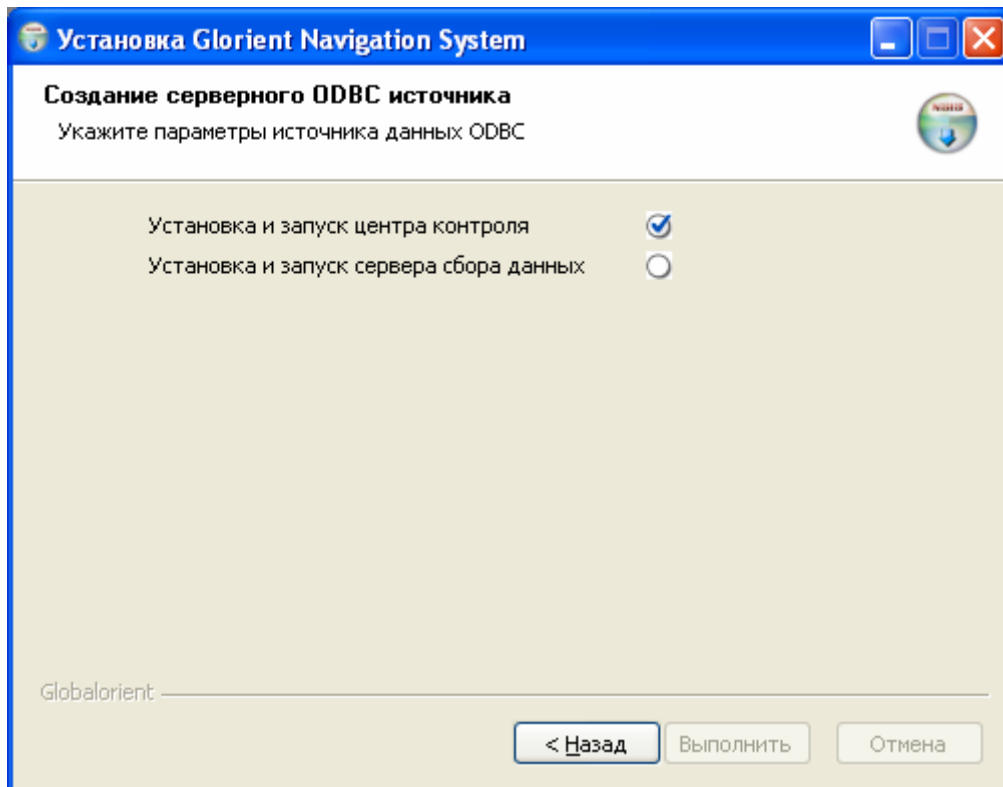 Установка Glorient Navigation System
Создание серверного ODBC источника
Укажите параметры источника данных ODBC
Установка и запуск центра контроля
Установка и запуск сервера сбора данных
Globalorient
< Назад Выполнить Отмена